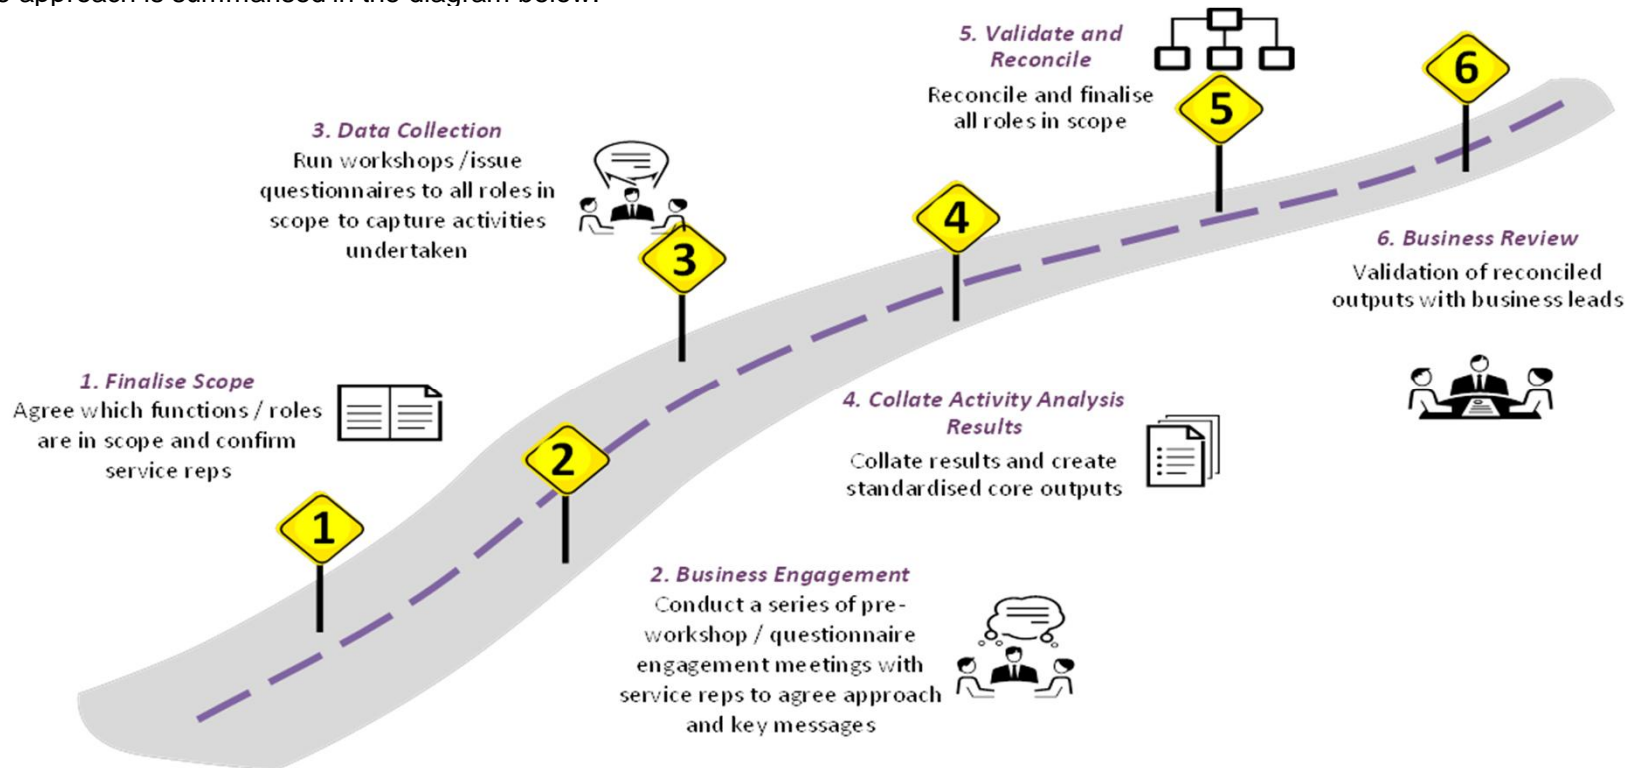 approach is summarised in the diagram below.
1. Finalise Scope
Agree which functions / roles
are in scope and confirm
service reps
1
2
2. Business Engagement
Conduct a series of pre-
workshop / questionnaire
engagement meetings with
service reps to agree approach
and key messages
3. Data Collection
Run workshops /issue
questionnaires to all roles in
scope to capture activities
undertaken
3
4
4. Collate Activity Analysis
Results
Collate results and create
standardised core outputs
5. Validate and
Reconcile
Reconcile and finalise
all roles in scope
5
6
6. Business Review
Validation of reconciled
outputs with business leads